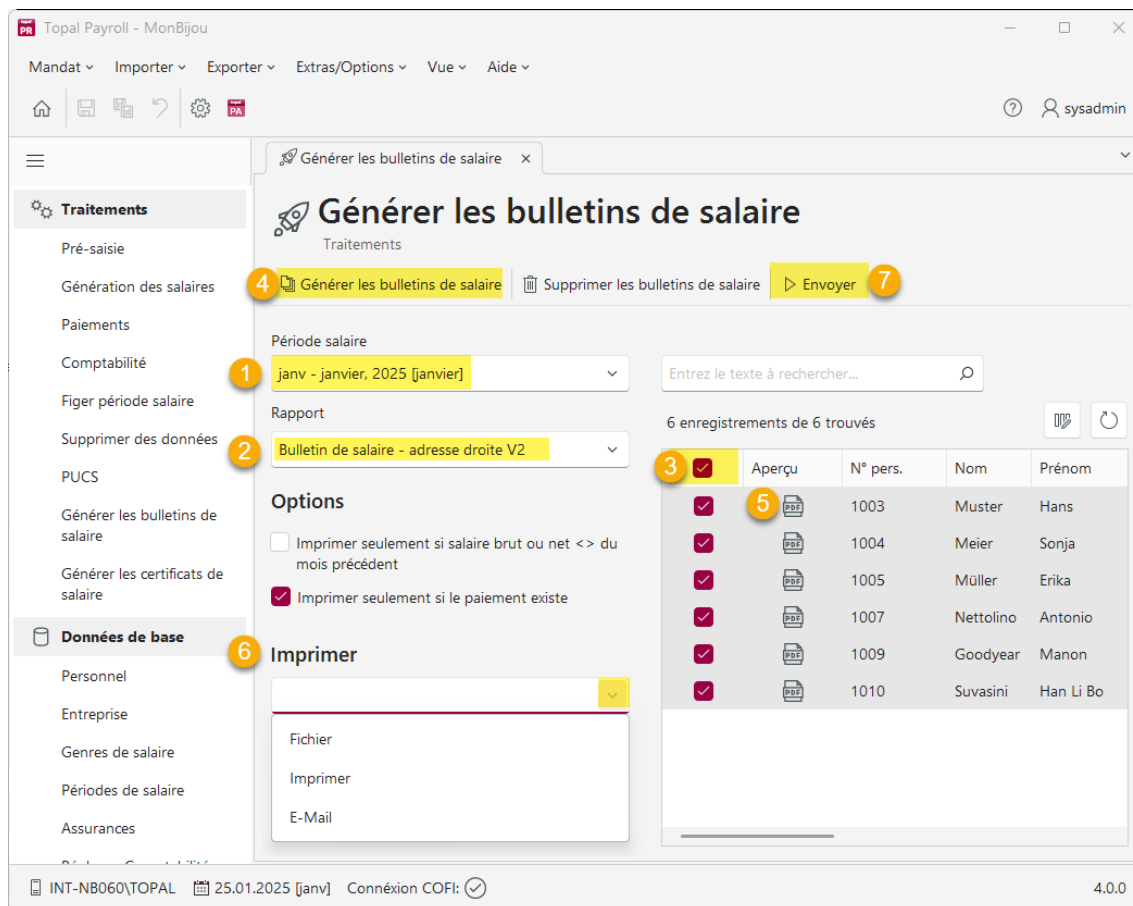 Topal Payroll - MonBijou
Mandat Importer Exporter Extras/Options Vue Aide
sysadmin
Générer les bulletins de salaire
Traitements
Pré-saisie
Génération des salaires
Paiements
Comptabilité
Figer période salaire
Supprimer des données
PUCS
Générer les bulletins de
salaire
Générer les certificats de
salaire
Données de base
Personnel
Entreprise
Genres de salaire
Périodes de salaire
Assurances
Générer les bulletins de salaire
Traitements
4 Générer les bulletins de salaire Supprimer les bulletins de salaire Envoyer 7
Période salaire
1 janv - janvier, 2025 [janvier]
Rapport
2 Bulletin de salaire - adresse droite V2
Options
Imprimer seulement si salaire brut ou net <> du
mois précédent
Imprimer seulement si le paiement existe
6 Imprimer
Fichier
Imprimer
E-Mail
Entrez le texte à rechercher...
6 enregistrements de 6 trouvés
3 Aperçu N° pers. Nom Prénom
5 PDF 1003 Muster Hans
PDF 1004 Meier Sonja
PDF 1005 Müller Erika
PDF 1007 Nettolino Antonio
PDF 1009 Goodyear Manon
PDF 1010 Suvasini Han Li Bo
INT-NB060\TOPAL 25.01.2025 [janv] Connéxion COFI: 4.0.0